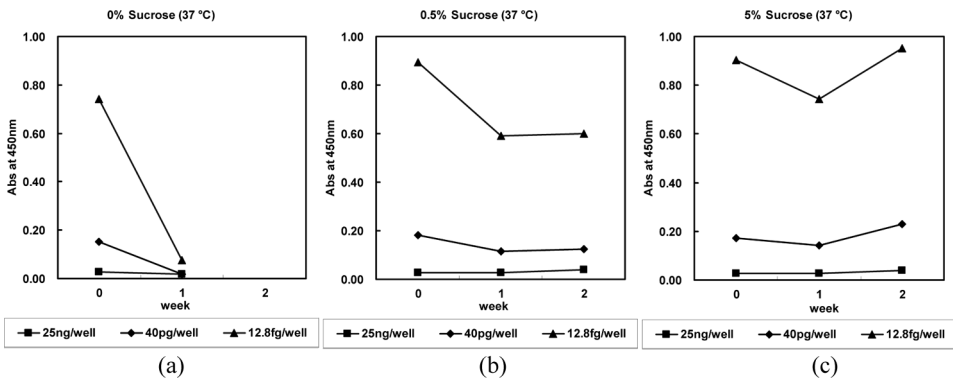 0% Sucrose (37 °C)
1.00
0.80
0.60
0.40
0.20
0.00
Abs at 450nm
0 1 2
week
25ng/well 40pg/well 12.8fg/well
(a)
0.5% Sucrose (37 °C)
1.00
0.80
0.60
0.40
0.20
0.00
Abs at 450nm
0 1 2
week
25ng/well 40pg/well 12.8fg/well
(b)
5% Sucrose (37 °C)
1.00
0.80
0.60
0.40
0.20
0.00
Abs at 450nm
0 1 2
week
25ng/well 40pg/well 12.8fg/well
(c)